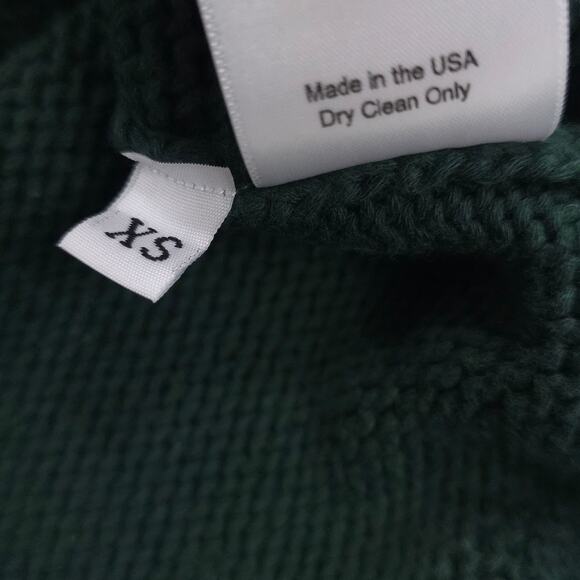 Made in the USA
Dry Clean Only
XS